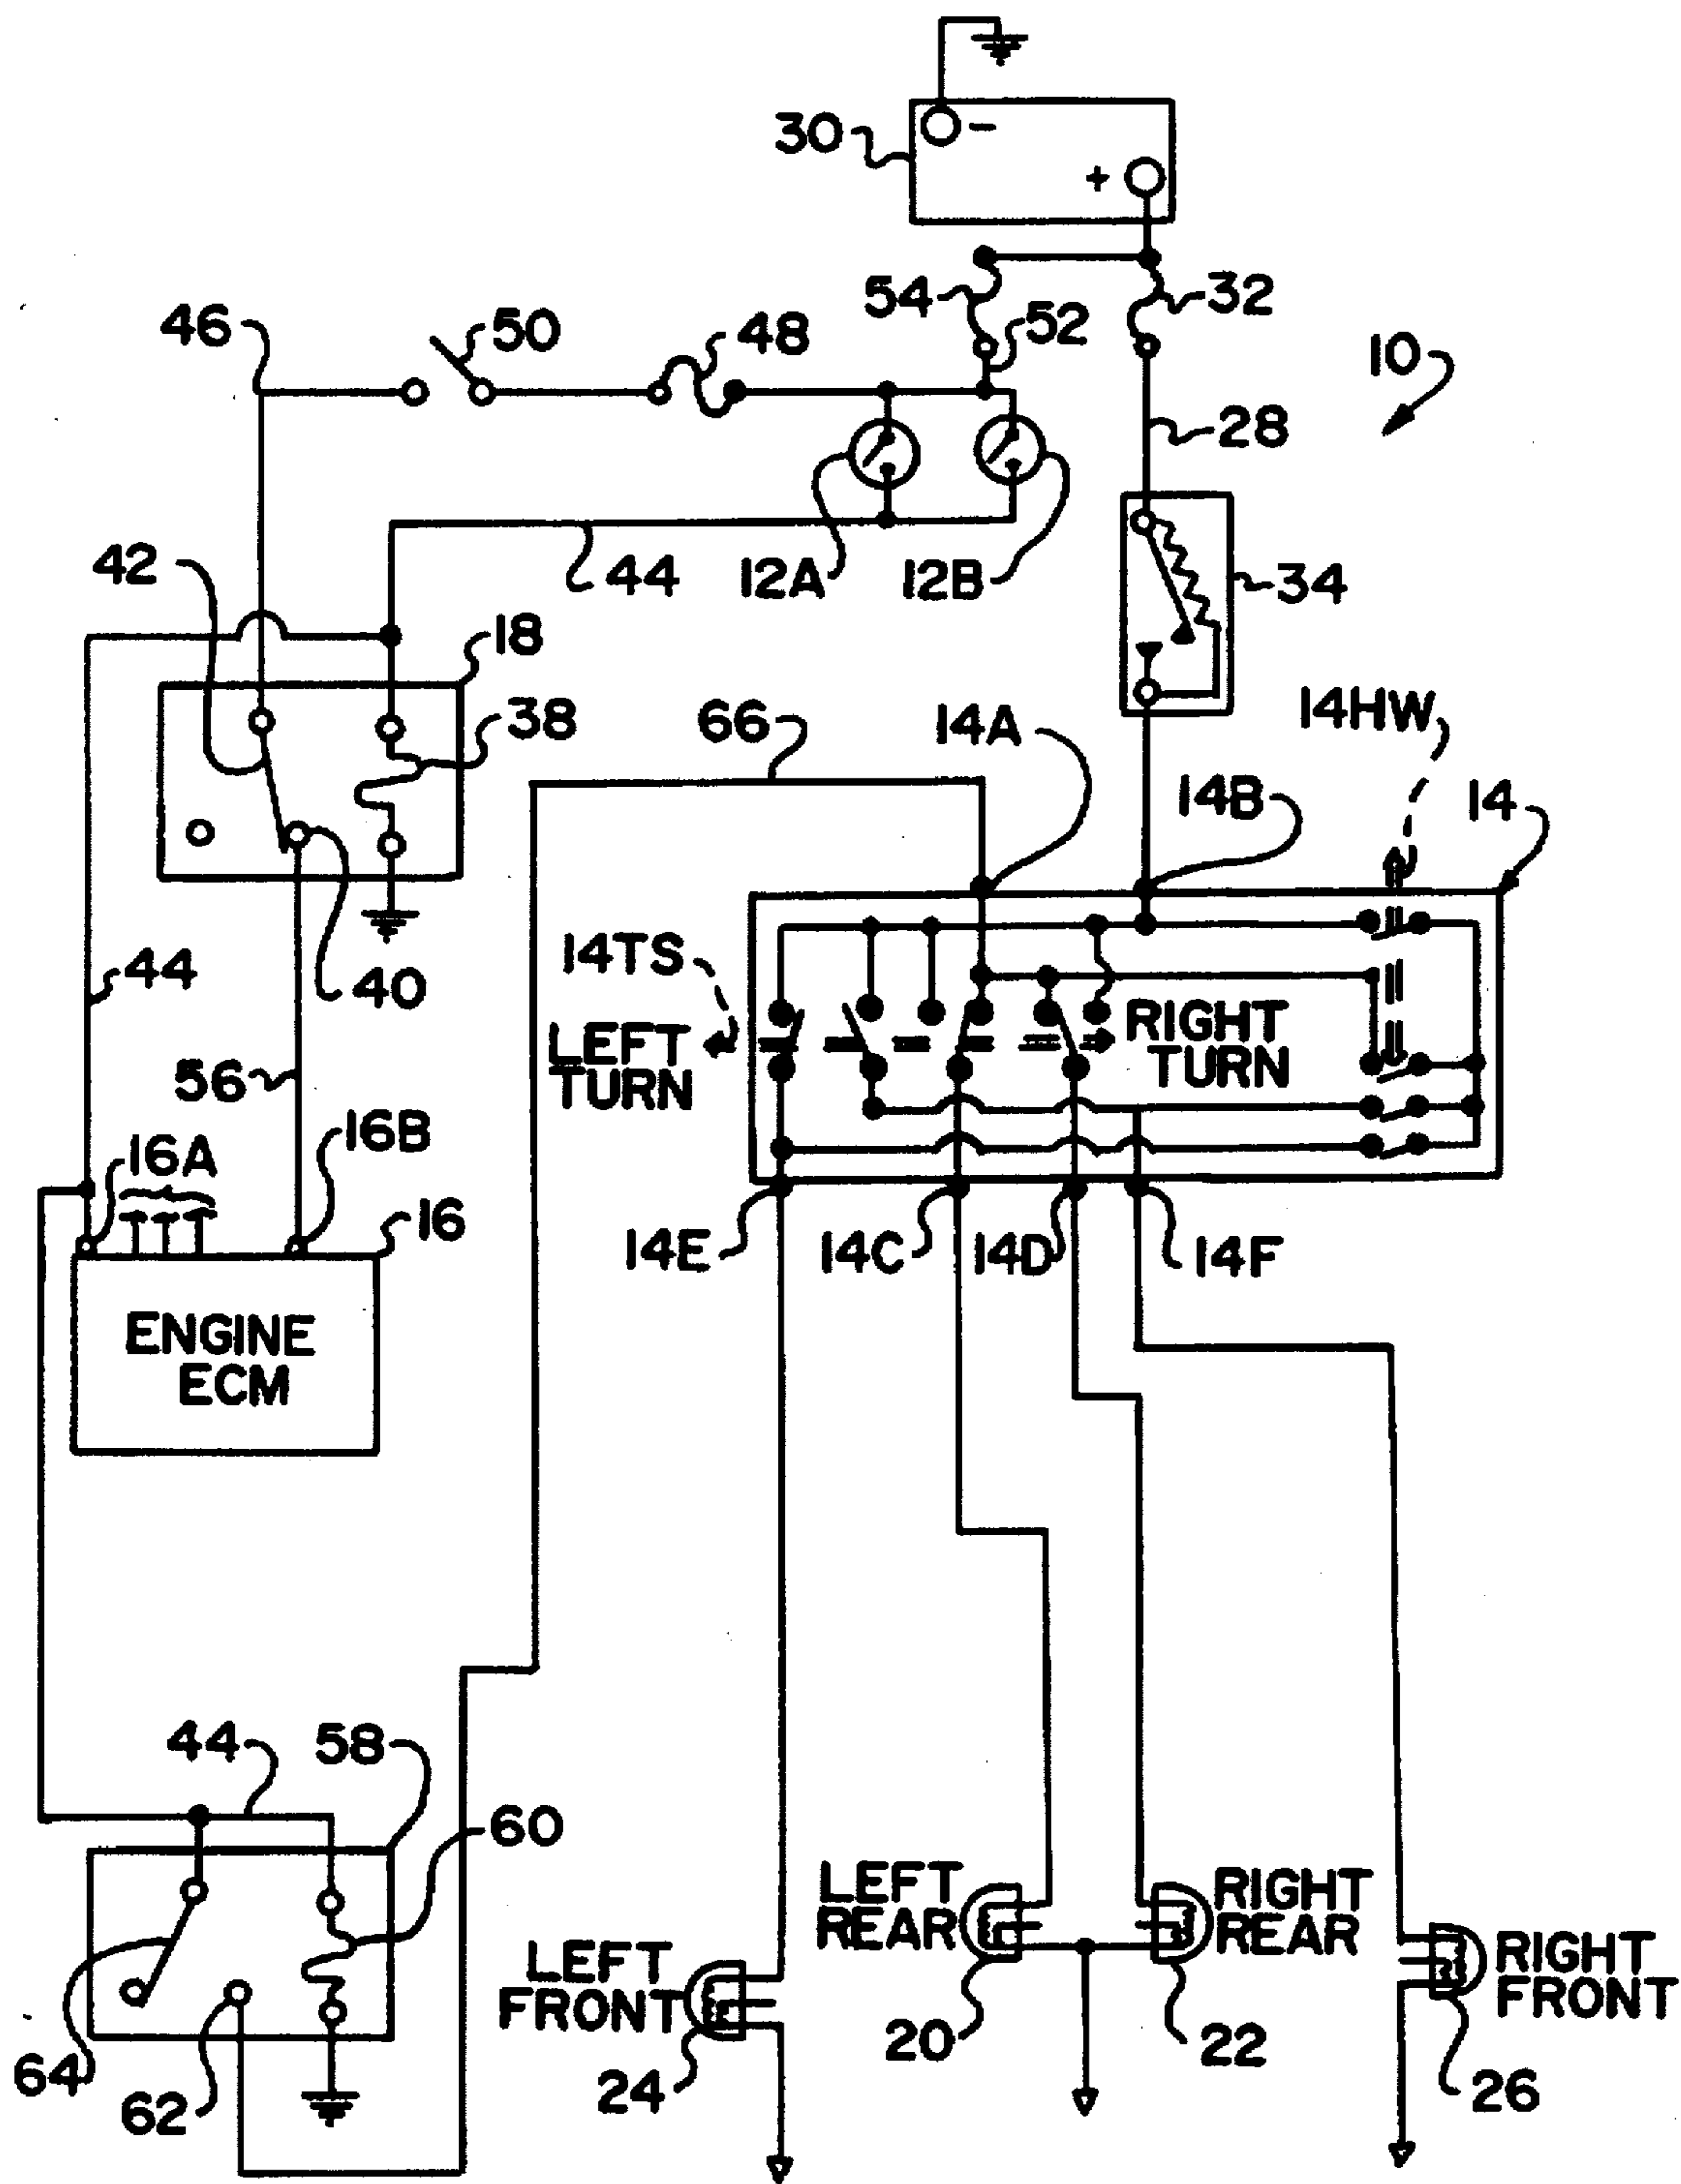 30
-
+
54
32
46
50
48
52
10
28
42
44
12A
12B
34
18
38
66
14A
14HW
14B
14
44
40
14TS
LEFT
TURN
RIGHT
TURN
56
16A
16B
16
14E
14C
14D
14F
ENGINE
ECM
44
58
60
LEFT
REAR
RIGHT
REAR
LEFT
FRONT
RIGHT
FRONT
64
62
24
20
22
26